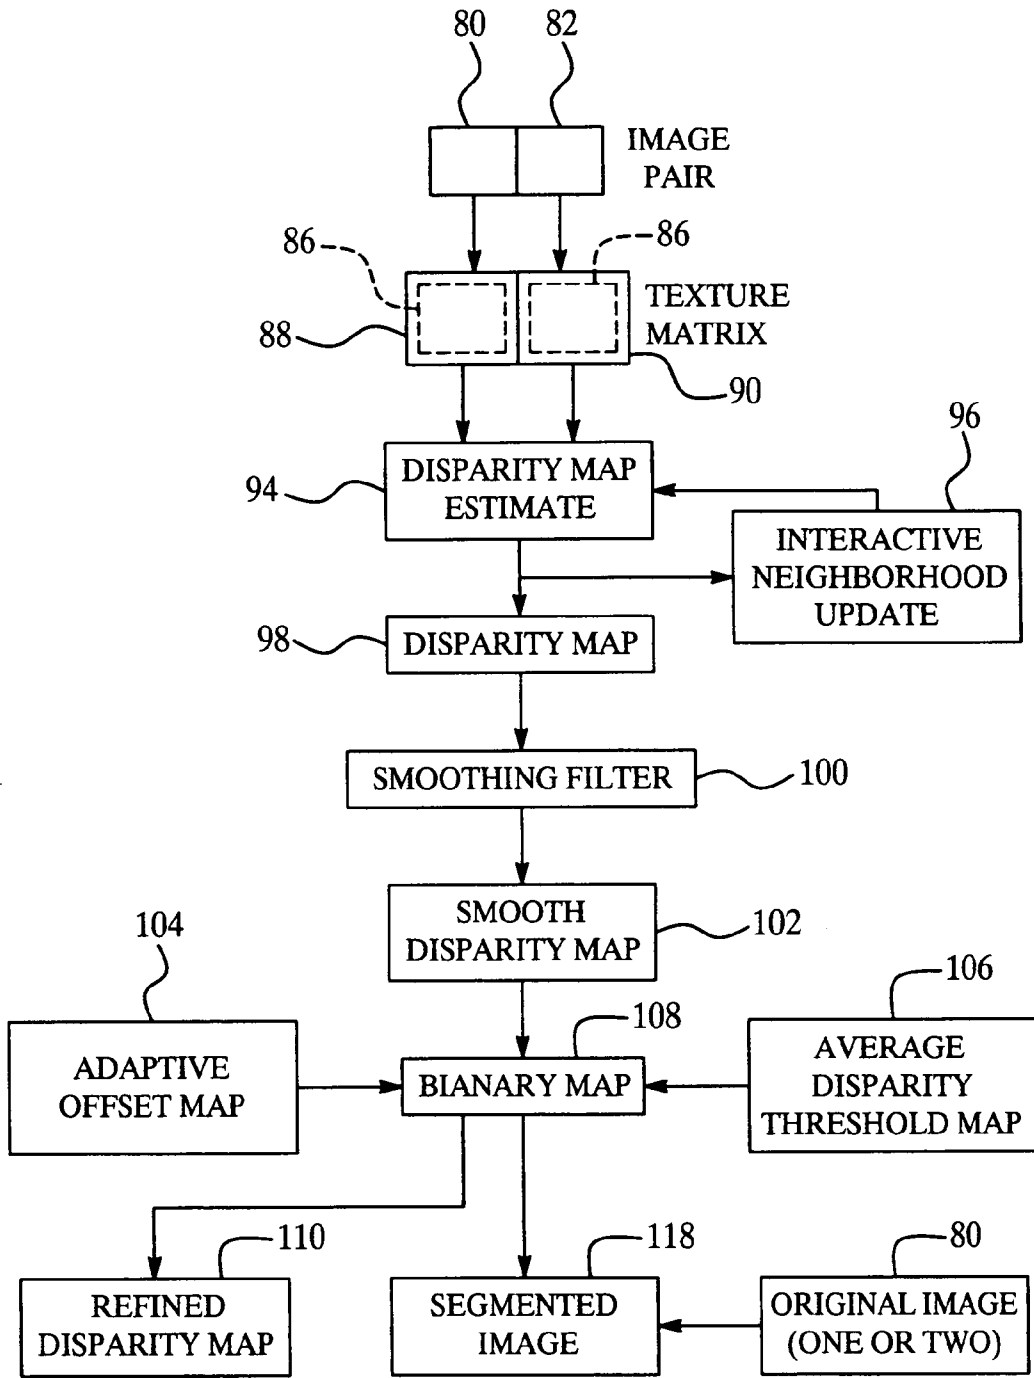 80
82
IMAGE
PAIR
86
86
TEXTURE
MATRIX
88
90
96
DISPARITY MAP
ESTIMATE
94
INTERACTIVE
NEIGHBORHOOD
UPDATE
98
DISPARITY MAP
SMOOTHING FILTER
100
SMOOTH
DISPARITY MAP
102
104
106
108
ADAPTIVE
OFFSET MAP
BIANARY MAP
AVERAGE
DISPARITY
THRESHOLD MAP
110
118
80
REFINED
DISPARITY MAP
SEGMENTED
IMAGE
ORIGINAL IMAGE
(ONE OR TWO)